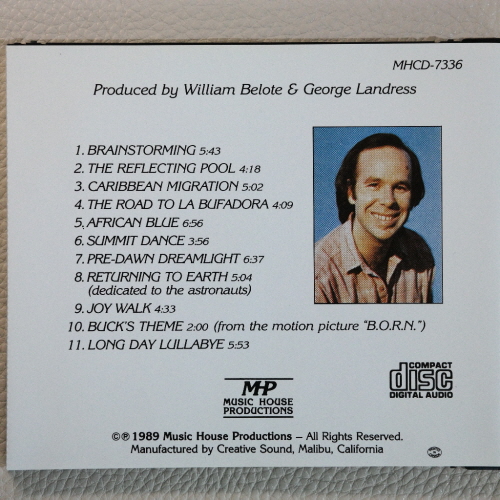 MHCD-7336
Produced by William Belote & George Landress
1. BRAINSTORMING 5:43
2. THE REFLECTING POOL 4:18
3. CARIBBEAN MIGRATION 5:02
4. THE ROAD TO LA BUFADORA 4:09
5. AFRICAN BLUE 6:56
6. SUMMIT DANCE 3:56
7. PRE-DAWN DREAMLIGHT 6:37
8. RETURNING TO EARTH 5:04
(dedicated to the astronauts)
9. JOY WALK 4:33
10. BUCK'S THEME 2:00 (from the motion picture "B.O.R.N.")
11. LONG DAY LULLABYE 5:53
MHP
MUSIC HOUSE
PRODUCTIONS
COMPACT
disc
DIGITAL AUDIO
©℗ 1989 Music House Productions – All Rights Reserved.
Manufactured by Creative Sound, Malibu, California